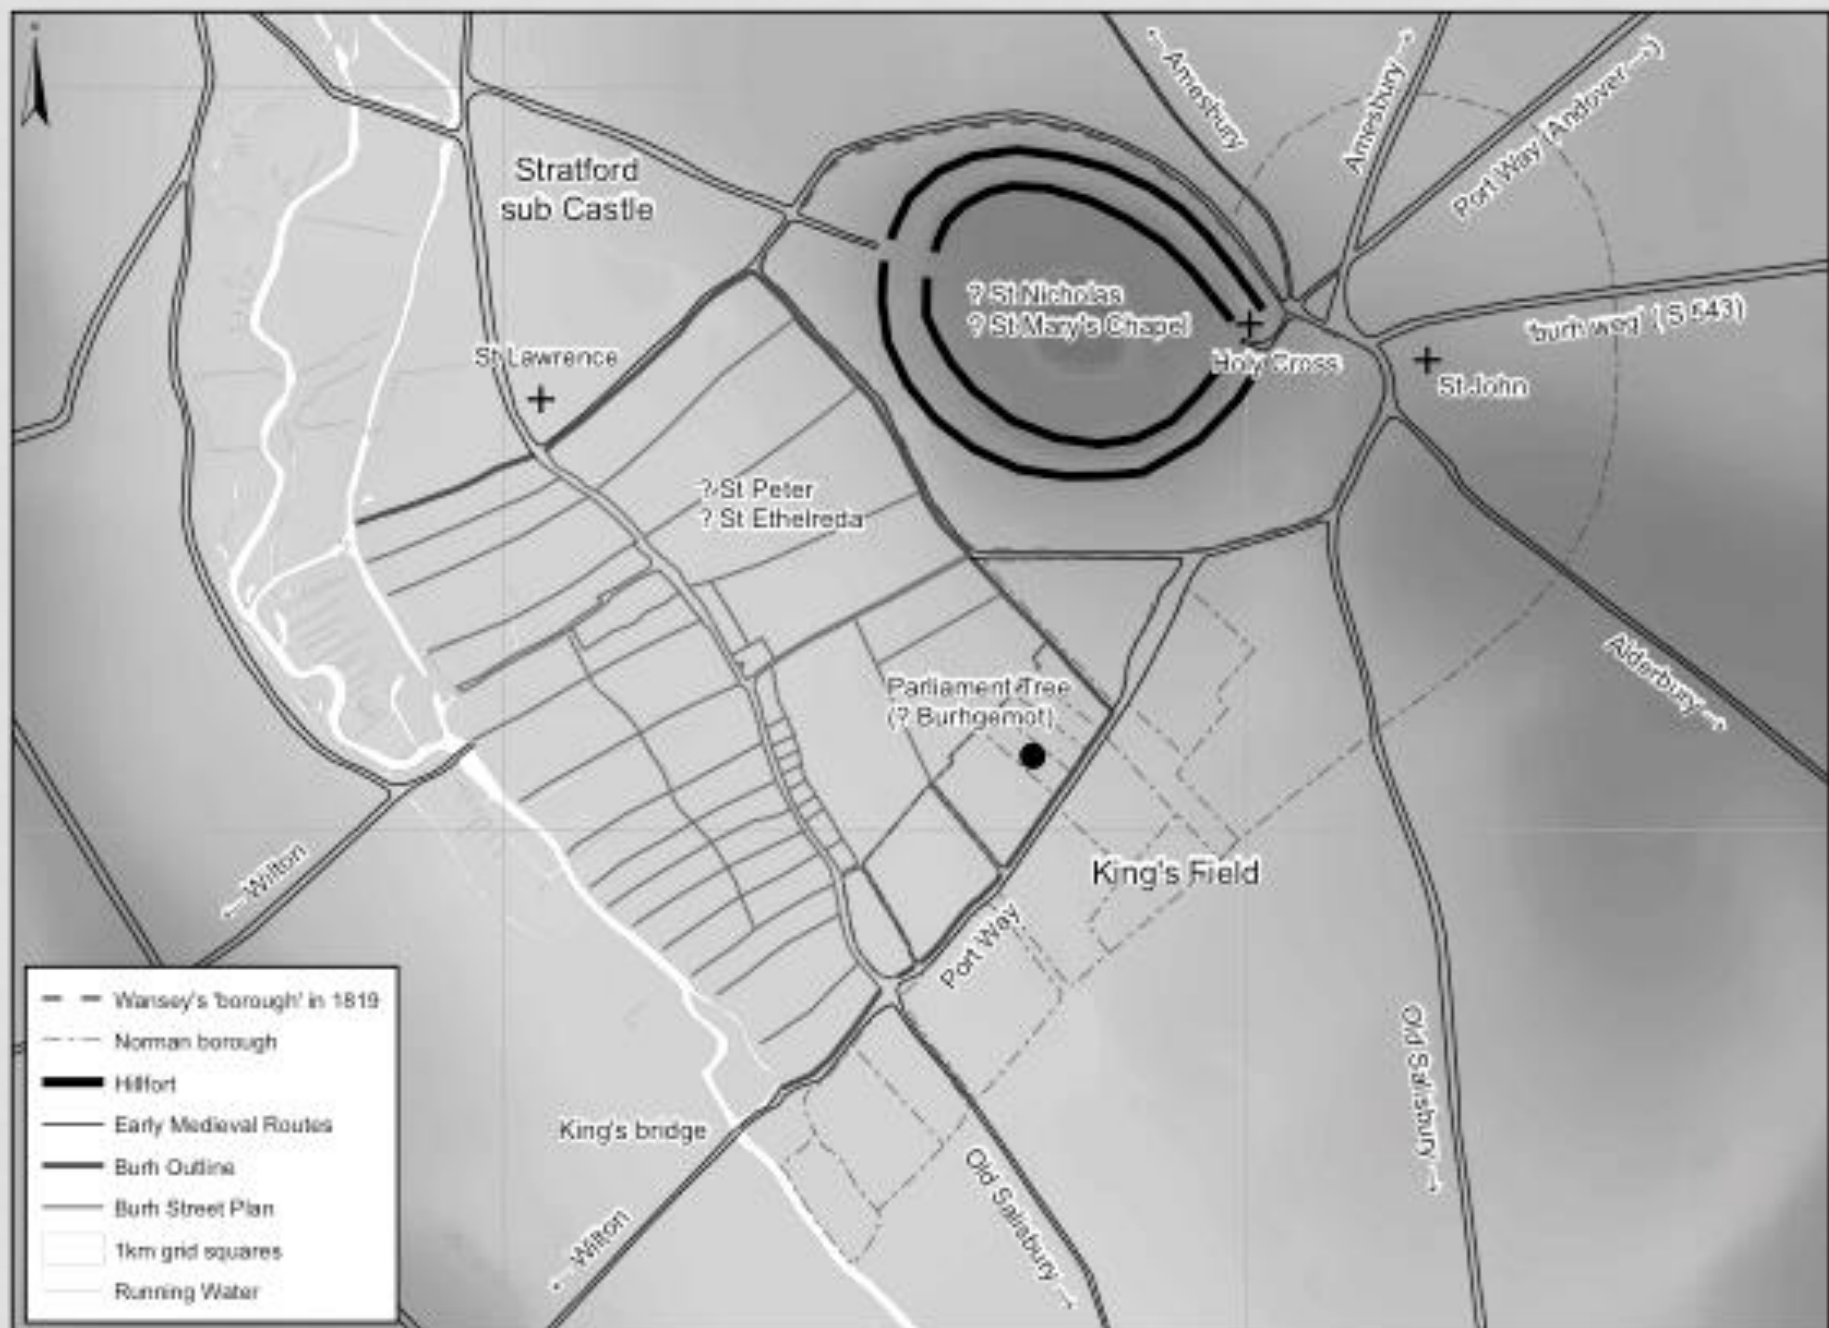 ← Amesbury
Amesbury →
Port Way (Andover →)
Stratford
sub Castle
? St Nicholas
? St Mary's Chapel
'burh weg' ( S 543)
St Lawrence
Holy Cross
St John
? St Peter
? St Ethelreda
Alderbury →
Parliament Tree
(? Burhgemot)
← Wilton
King's Field
Port Way
Old Salisbury →
King's bridge
← Wilton
Old Salisbury →
Wansey's 'borough' in 1819
Norman borough
Hillfort
Early Medieval Routes
Burh Outline
Burh Street Plan
1km grid squares
Running Water